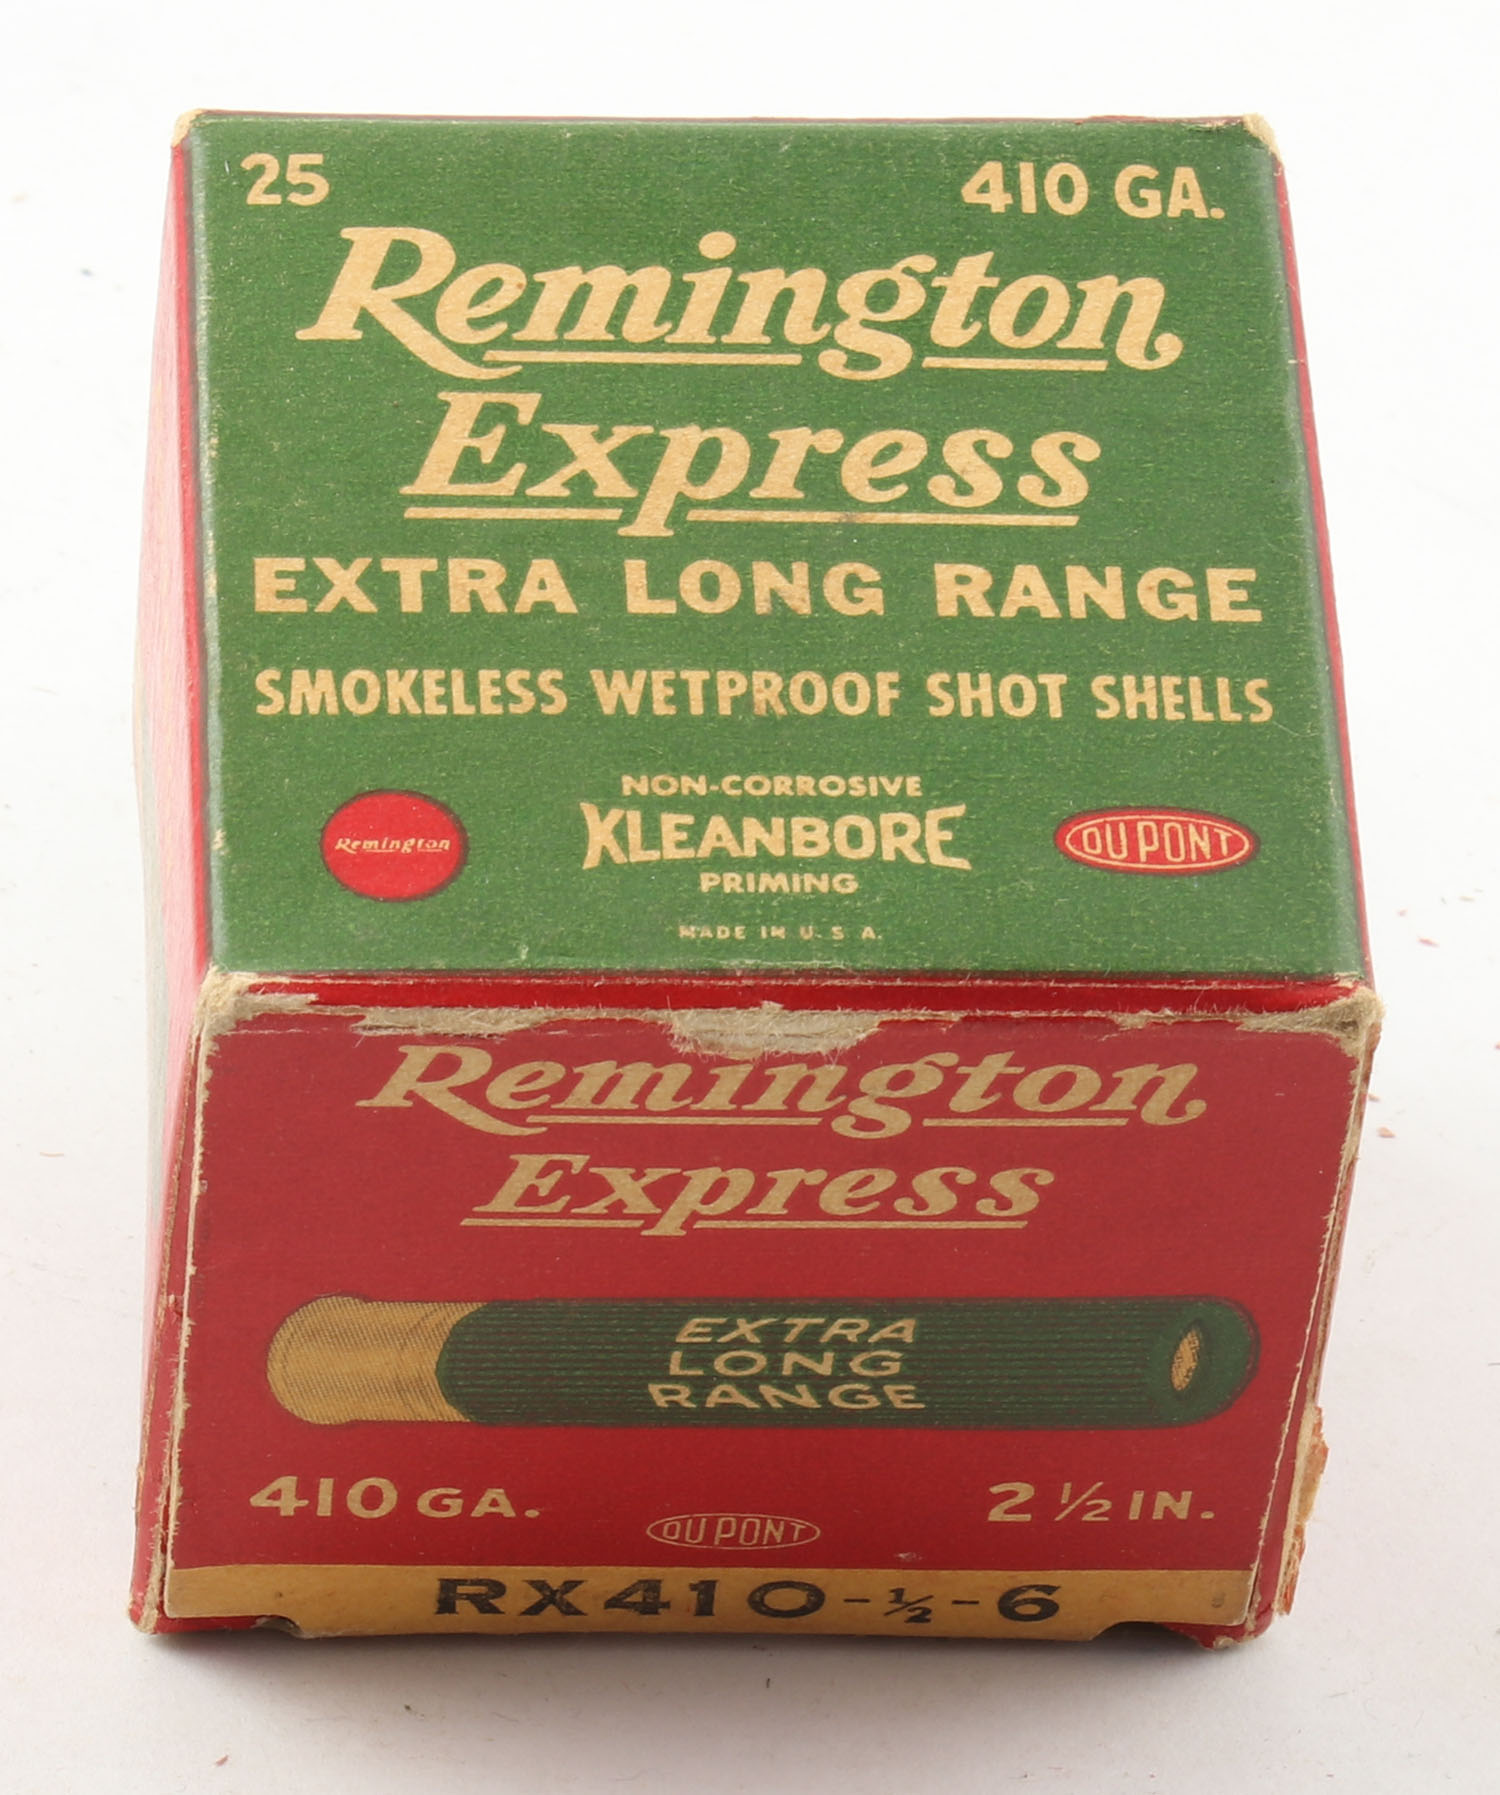 25 410 GA.
Remington
Express
EXTRA LONG RANGE
SMOKELESS WETPROOF SHOT SHELLS
NON-CORROSIVE
KLEANBORE
PRIMING
Remington
DU PONT
MADE IN U.S.A.
Remington
Express
EXTRA
LONG
RANGE
410 GA. 2 1/2 IN.
DU PONT
RX410-1/2-6